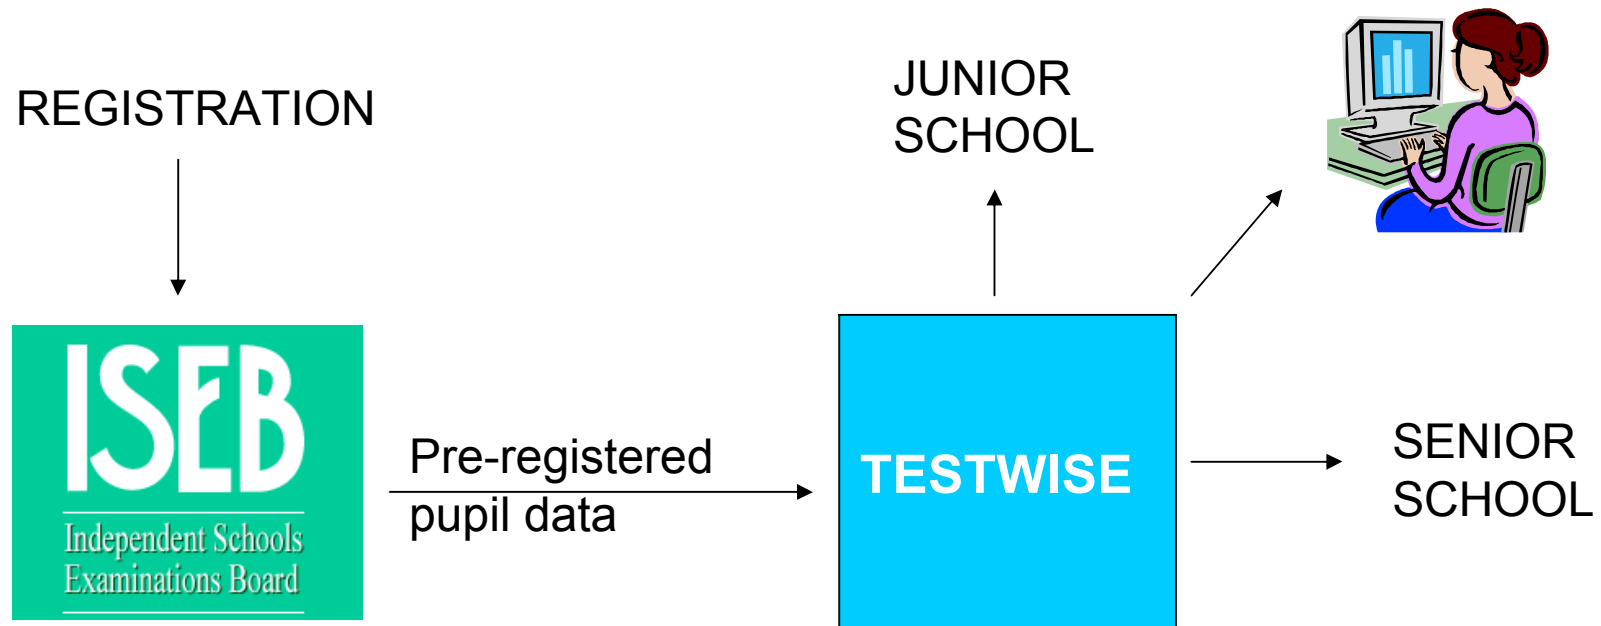 REGISTRATION
JUNIOR
SCHOOL
ISEB
Independent Schools
Examinations Board
Pre-registered
pupil data
TESTWISE
SENIOR
SCHOOL